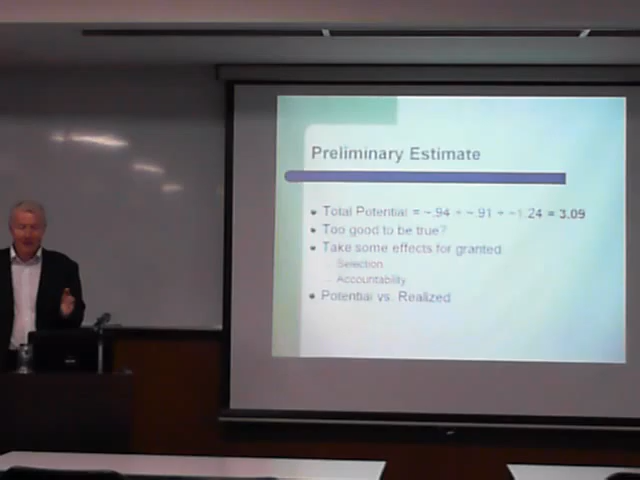 Preliminary Estimate
Total Potential = ~.94 + ~.91 + ~1.24 = 3.09
Too good to be true?
Take some effects for granted
Selection
Accountability
Potential vs. Realized